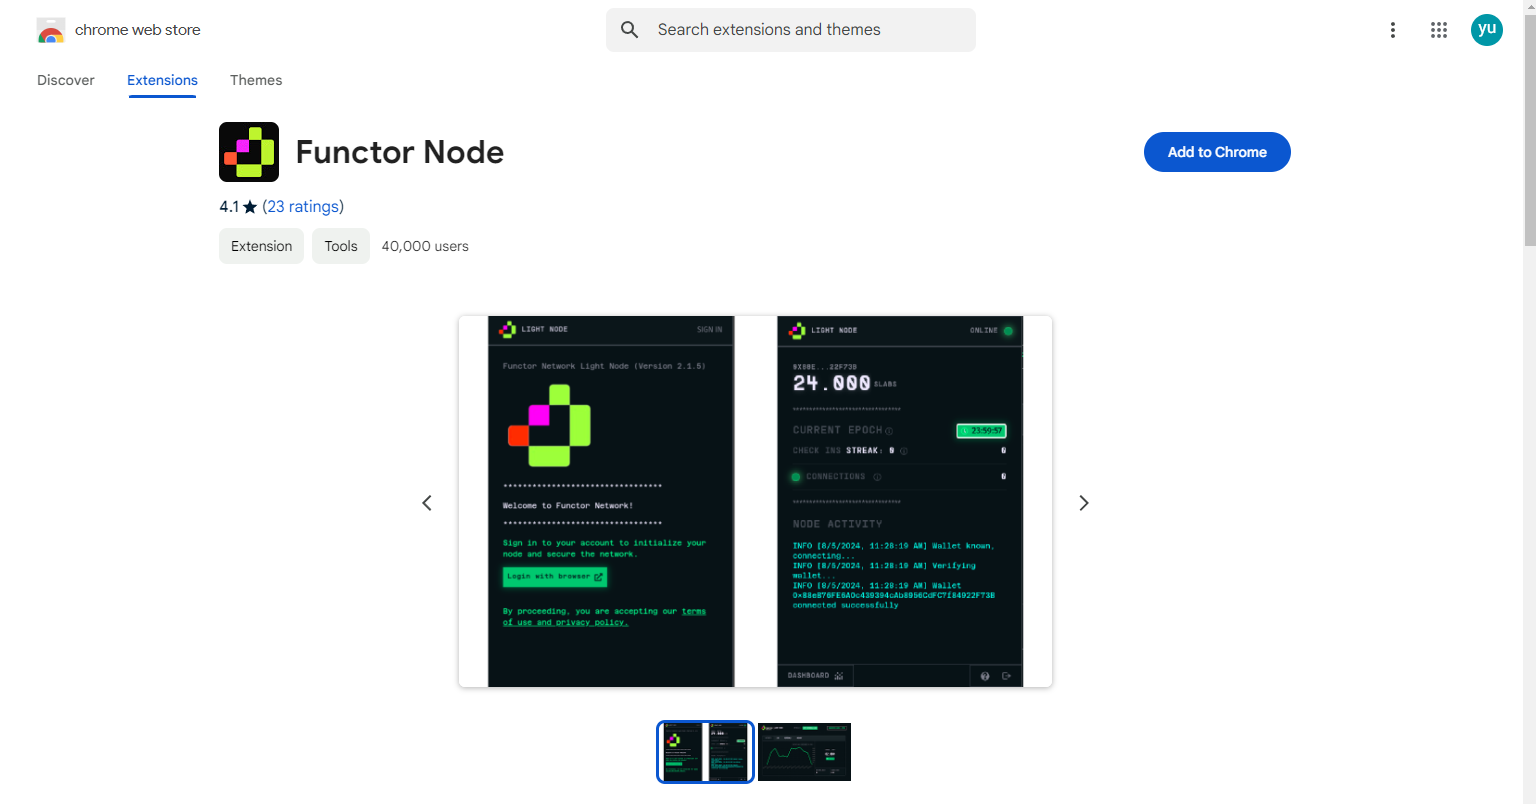 chrome web store
Search extensions and themes
yu
Discover
Extensions
Themes
Functor Node
Add to Chrome
4.1★ (23 ratings)
Extension
Tools
40,000 users
LIGHT NODE
SIGN IN
Functor Network Light Node (Version 2.1.5)
*********************************
Welcome to Functor Network!
*********************************
Sign in to your account to initialize your
node and secure the network.
Login with browser
By proceeding, you are accepting our terms
of use and privacy policy.
LIGHT NODE
ONLINE
24.000
CURRENT EPOCH
23:59:57
CHECK INS STREAK: 0
0
CONNECTIONS
0
NODE ACTIVITY
INFO [8/5/2024, 11:28:19 AM] Wallet known,
connecting...
INFO [8/5/2024, 11:28:19 AM] Verifying
wallet...
INFO [8/5/2024, 11:28:19 AM] Wallet
connected successfully
DASHBOARD